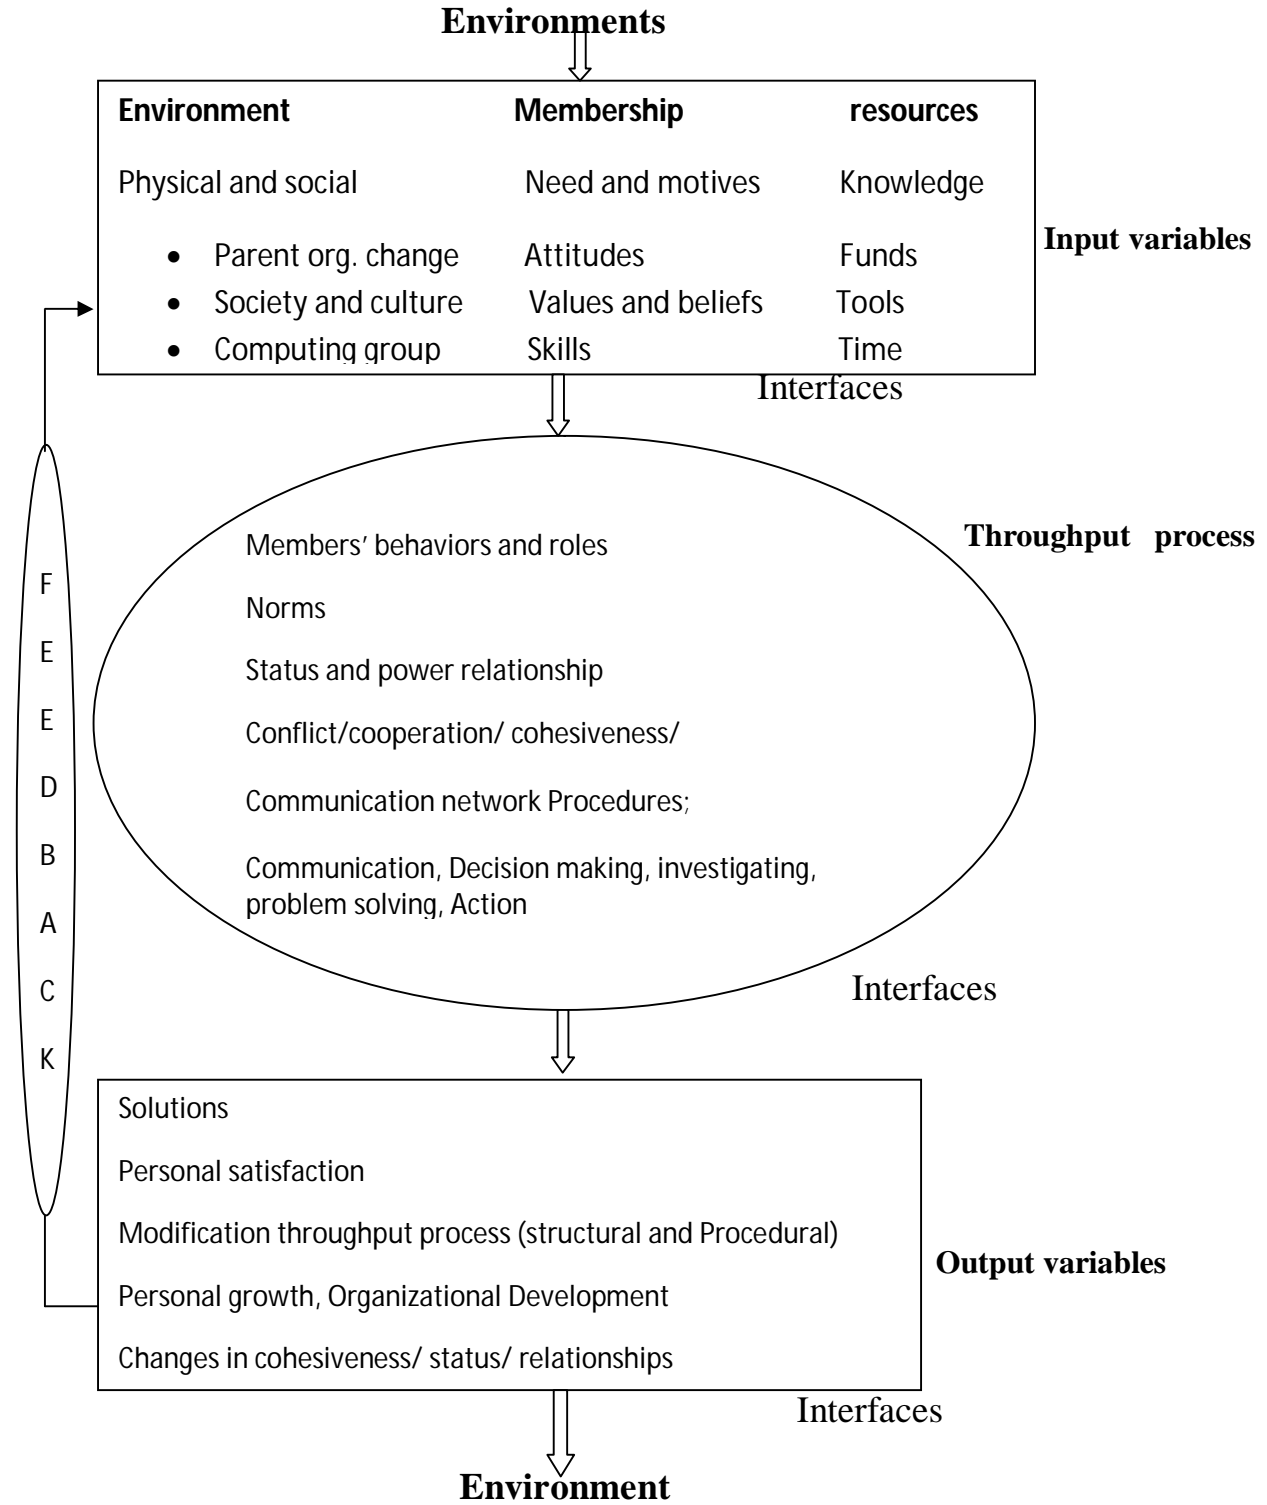 Environments
Environment Membership resources
Physical and social Need and motives Knowledge
• Parent org. change Attitudes Funds
Input variables
• Society and culture Values and beliefs Tools
• Computing group Skills Time
Interfaces
Throughput process
Members' behaviors and roles
Norms
Status and power relationship
Conflict/cooperation/ cohesiveness/
Communication network Procedures;
Communication, Decision making, investigating,
problem solving, Action
Interfaces
F
E
E
D
B
A
C
K
Solutions
Personal satisfaction
Modification throughput process (structural and Procedural)
Output variables
Personal growth, Organizational Development
Changes in cohesiveness/ status/ relationships
Interfaces
Environment